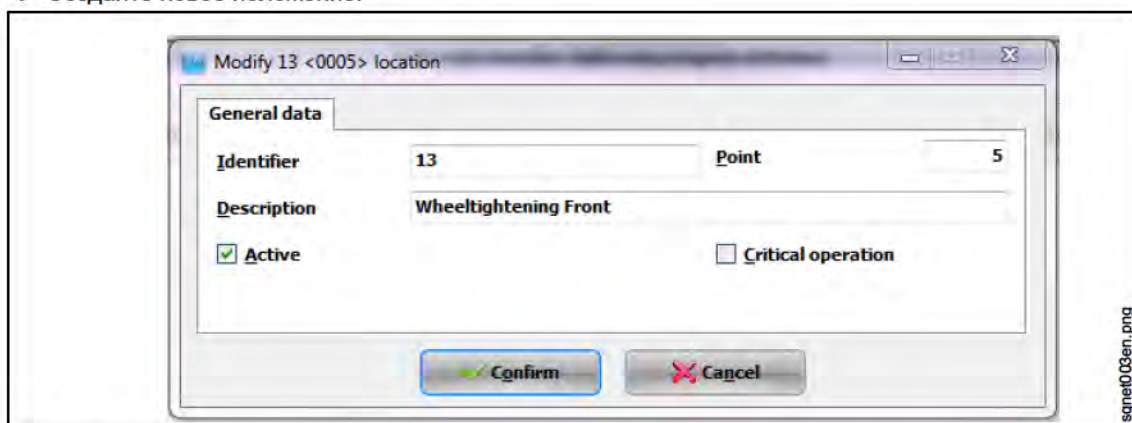 Modify 13 <0005> location
General data
Identifier 13 Point 5
Description Wheeltightening Front
Active Critical operation
Confirm Cancel
sqnet003en.png